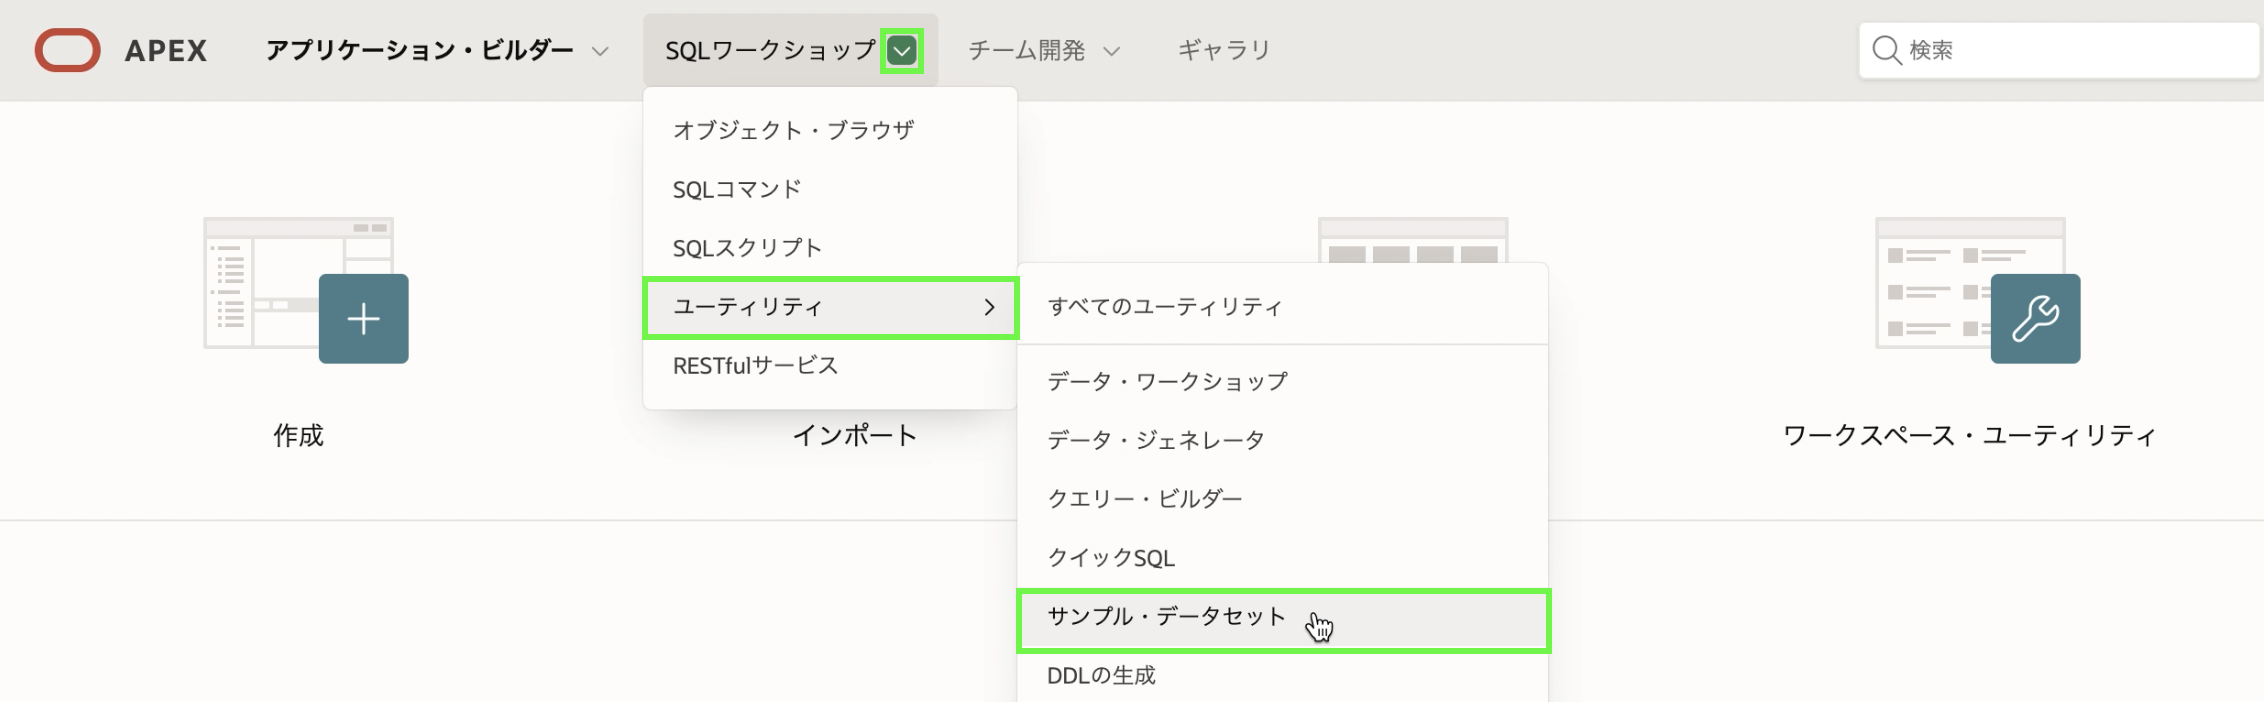 APEX アプリケーション・ビルダー SQLワークショップ チーム開発 ギャラリ 検索
オブジェクト・ブラウザ
SQLコマンド
SQLスクリプト
ユーティリティ
RESTfulサービス
すべてのユーティリティ
データ・ワークショップ
データ・ジェネレータ
クエリー・ビルダー
クイックSQL
サンプル・データセット
DDLの生成
作成
インポート
ワークスペース・ユーティリティ